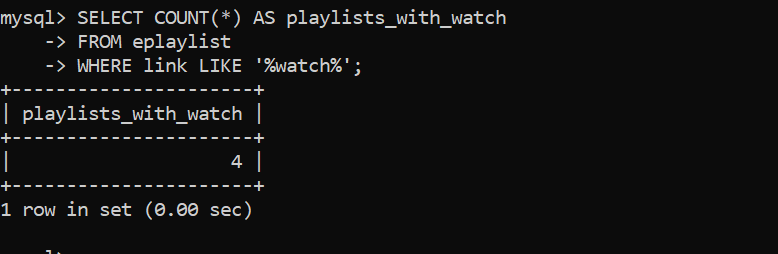 mysql> SELECT COUNT(*) AS playlists_with_watch
    -> FROM eplaylist
    -> WHERE link LIKE '%watch%';
+----------------------+
| playlists_with_watch |
+----------------------+
|                    4 |
+----------------------+
1 row in set (0.00 sec)